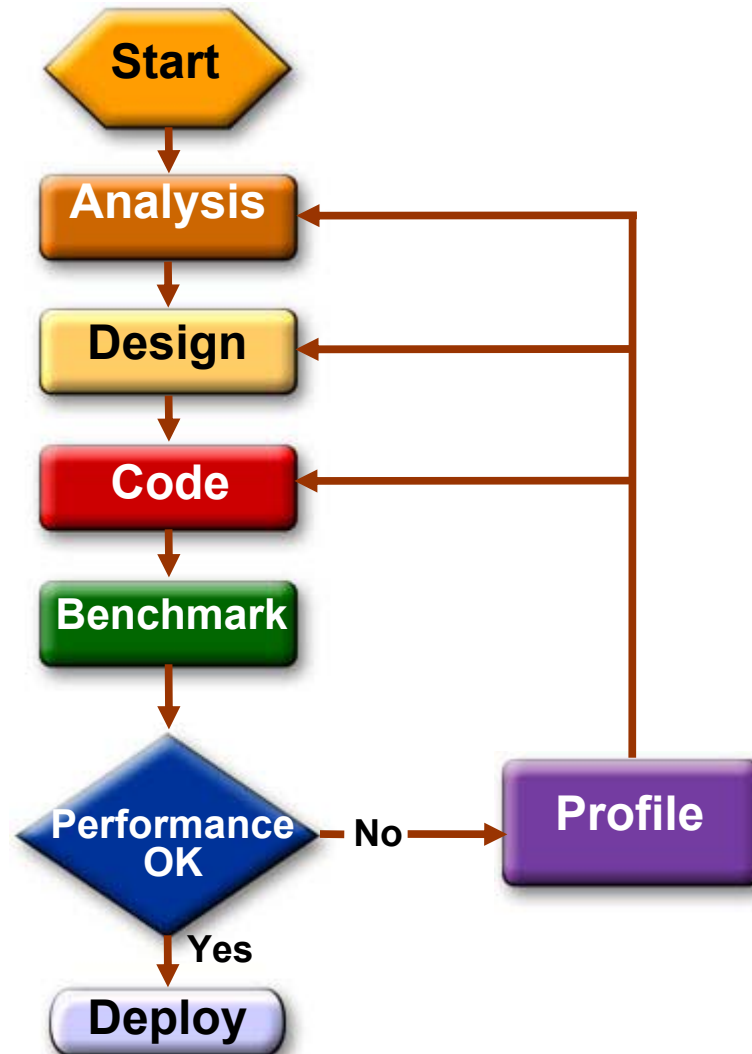 Start
Analysis
Design
Code
Benchmark
Performance
OK
No
Profile
Yes
Deploy